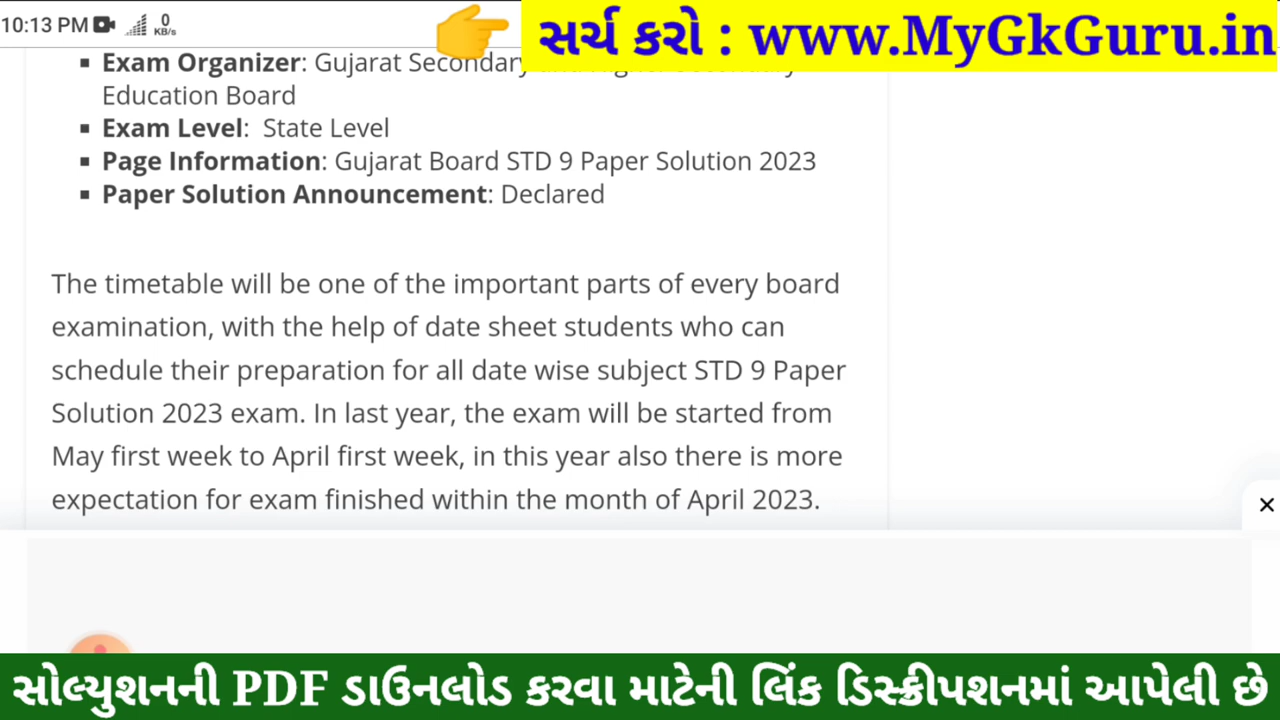 10:13 PM 0 KB/s
સર્ચ કરો : www.MyGkGuru.in
Exam Organizer: Gujarat Secondary
Education Board
Exam Level: State Level
Page Information: Gujarat Board STD 9 Paper Solution 2023
Paper Solution Announcement: Declared
The timetable will be one of the important parts of every board
examination, with the help of date sheet students who can
schedule their preparation for all date wise subject STD 9 Paper
Solution 2023 exam. In last year, the exam will be started from
May first week to April first week, in this year also there is more
expectation for exam finished within the month of April 2023.
સોલ્યુશનની PDF ડાઉનલોડ કરવા માટેની લિંક ડિસ્ક્રીપશનમાં આપેલી છે